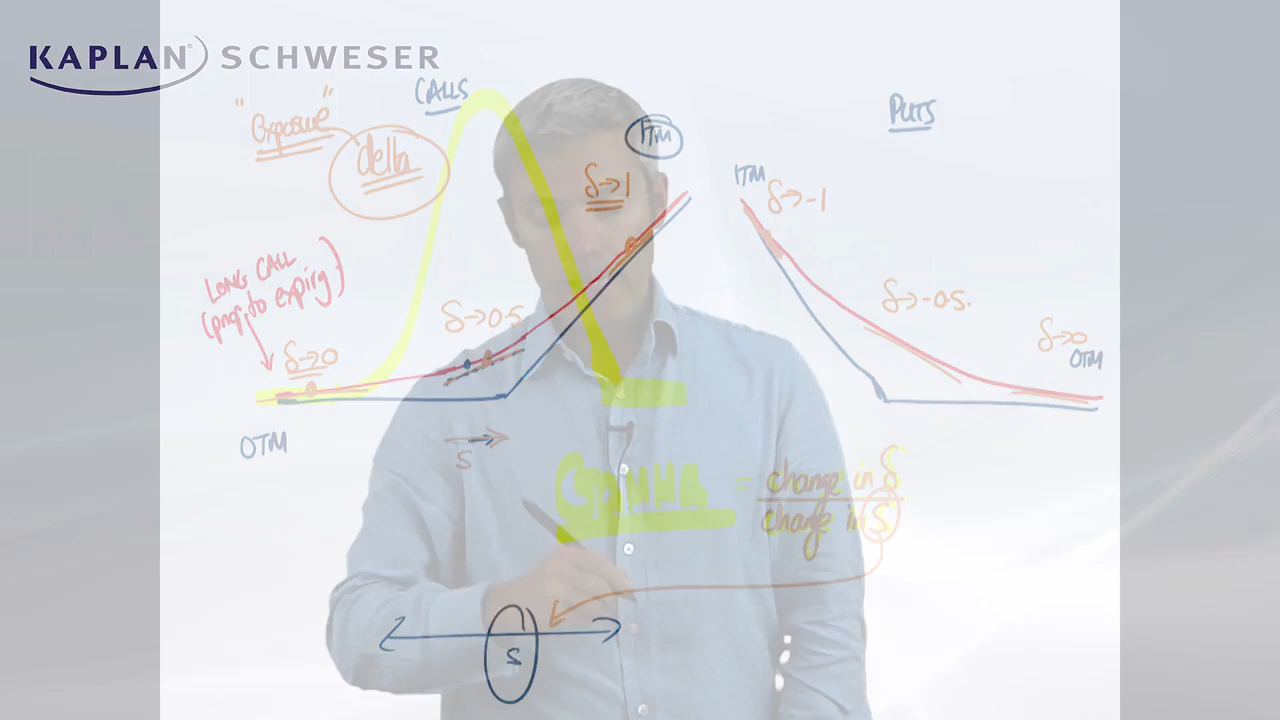 KAPLAN SCHWESER
CALLS
PUTS
"Exposure"
delta
ITM
δ→1
ITM
δ→-1
LONG CALL
(prior to expiry)
δ→0.5
δ→-0.5.
δ→0
δ→0
OTM
OTM
S
GAMMA = change in δ
change in S
S